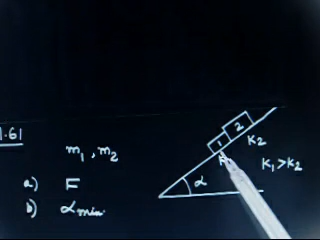 1.61
m₁, m₂
a) F
b) αmin.
1 2
K₂
K₁ > K₂
α